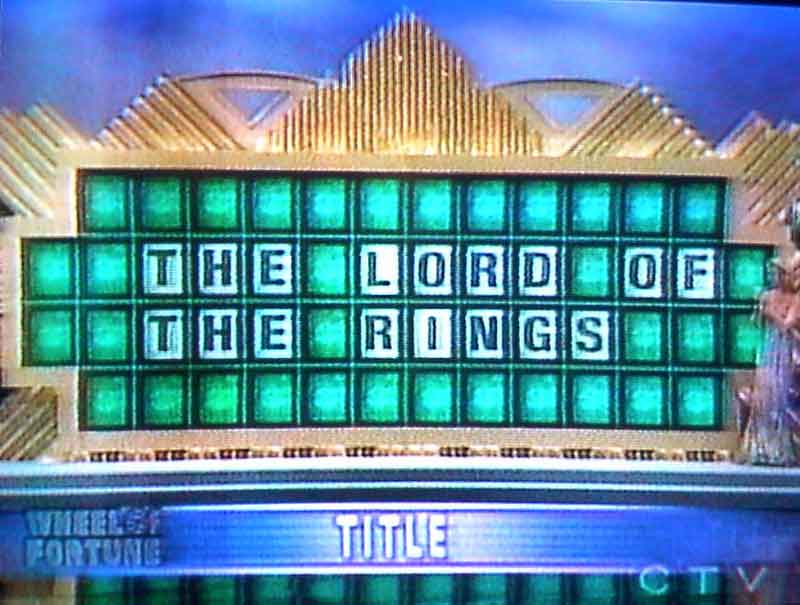 THE LORD OF
THE RINGS
WHEEL OF
FORTUNE
TITLE
CTV